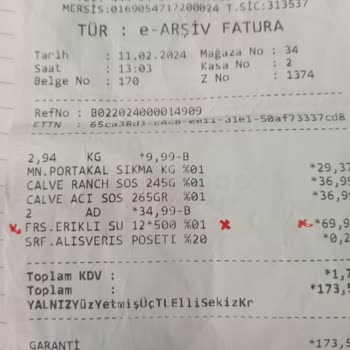 MERSİS:0169054717200024 T.SİC:313537
TÜR : e-ARŞİV FATURA
Tarih : 11.02.2024 Mağaza No : 34
Saat : 13:03 Kasa No : 2
Belge No : 170 Z No : 1374
RefNo : B022024000014909
ETTN :
2,94 KG *9,99-B
MN.PORTAKAL SIKMA KG %01 *29,37
CALVE RANCH SOS 245G %01 *36,9
CALVE ACI SOS 265GR %01 *36,9
2 AD *34,99-B
FRS.ERIKLI SU 12*500 %01 *69,9
SRF.ALISVERIS POSETI %20 *0,2
Toplam KDV : *1,7
Toplam : *173,5
YALNIZYüzYetmişÜçTLElliSekizKr
GARANTİ *173,5